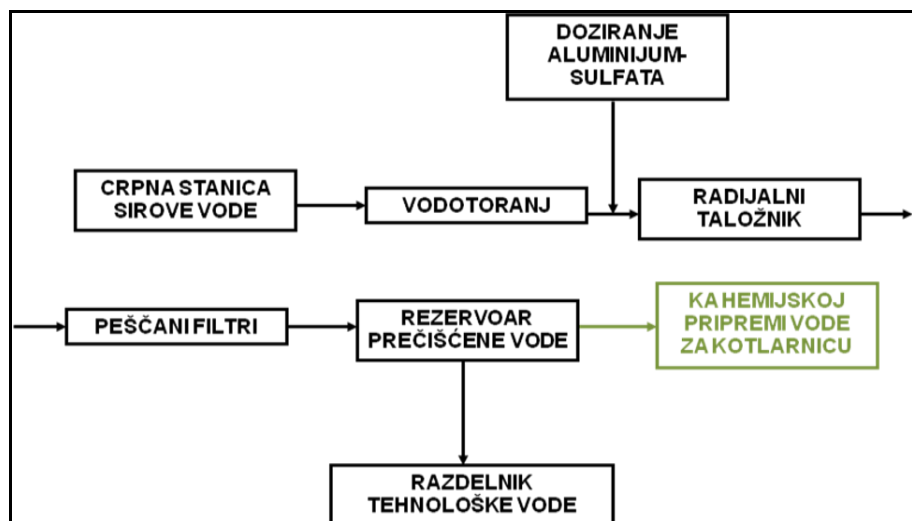 DOZIRANJE
ALUMINIJUM-
SULFATA
CRPNA STANICA
SIROVE VODE
VODOTORANJ
RADIJALNI
TALOŽNIK
PEŠČANI FILTRI
REZERVOAR
PREČIŠĆENE VODE
KA HEMIJSKOJ
PRIPREMI VODE
ZA KOTLARNICU
RAZDELNIK
TEHNOLOŠKE VODE